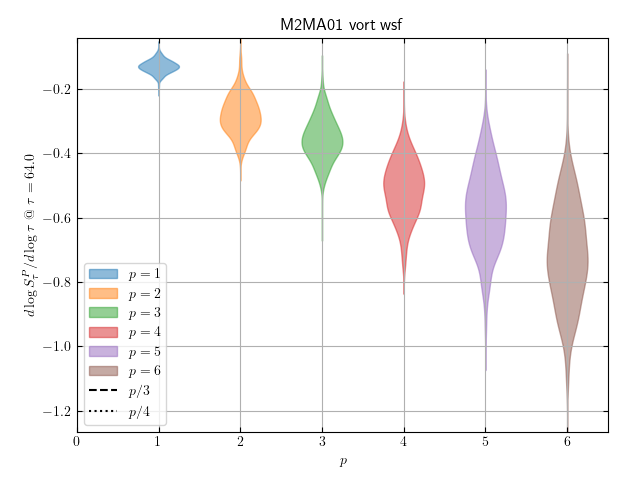 M2MA01 vort wsf
d log S_τ^P / d log τ @ τ = 64.0
−0.2
−0.4
−0.6
−0.8
−1.0
−1.2
p = 1
p = 2
p = 3
p = 4
p = 5
p = 6
p/3
p/4
0 1 2 3 4 5 6
p